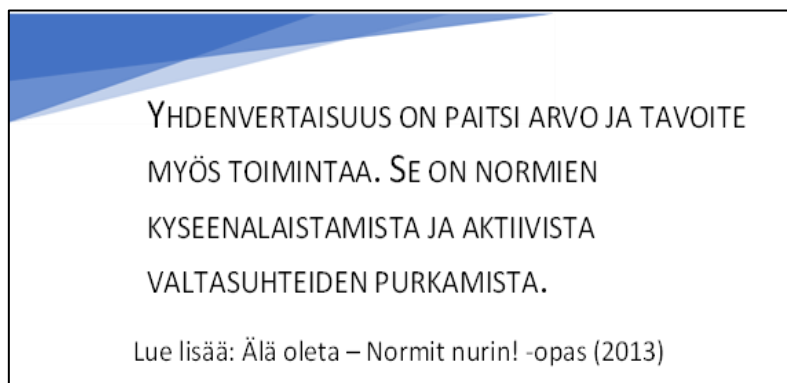 YHDENVERTAISUUS ON PAITSI ARVO JA TAVOITE
MYÖS TOIMINTAA. SE ON NORMIEN
KYSEENALAISTAMISTA JA AKTIIVISTA
VALTASUHTEIDEN PURKAMISTA.
Lue lisää: Älä oleta – Normit nurin! -opas (2013)